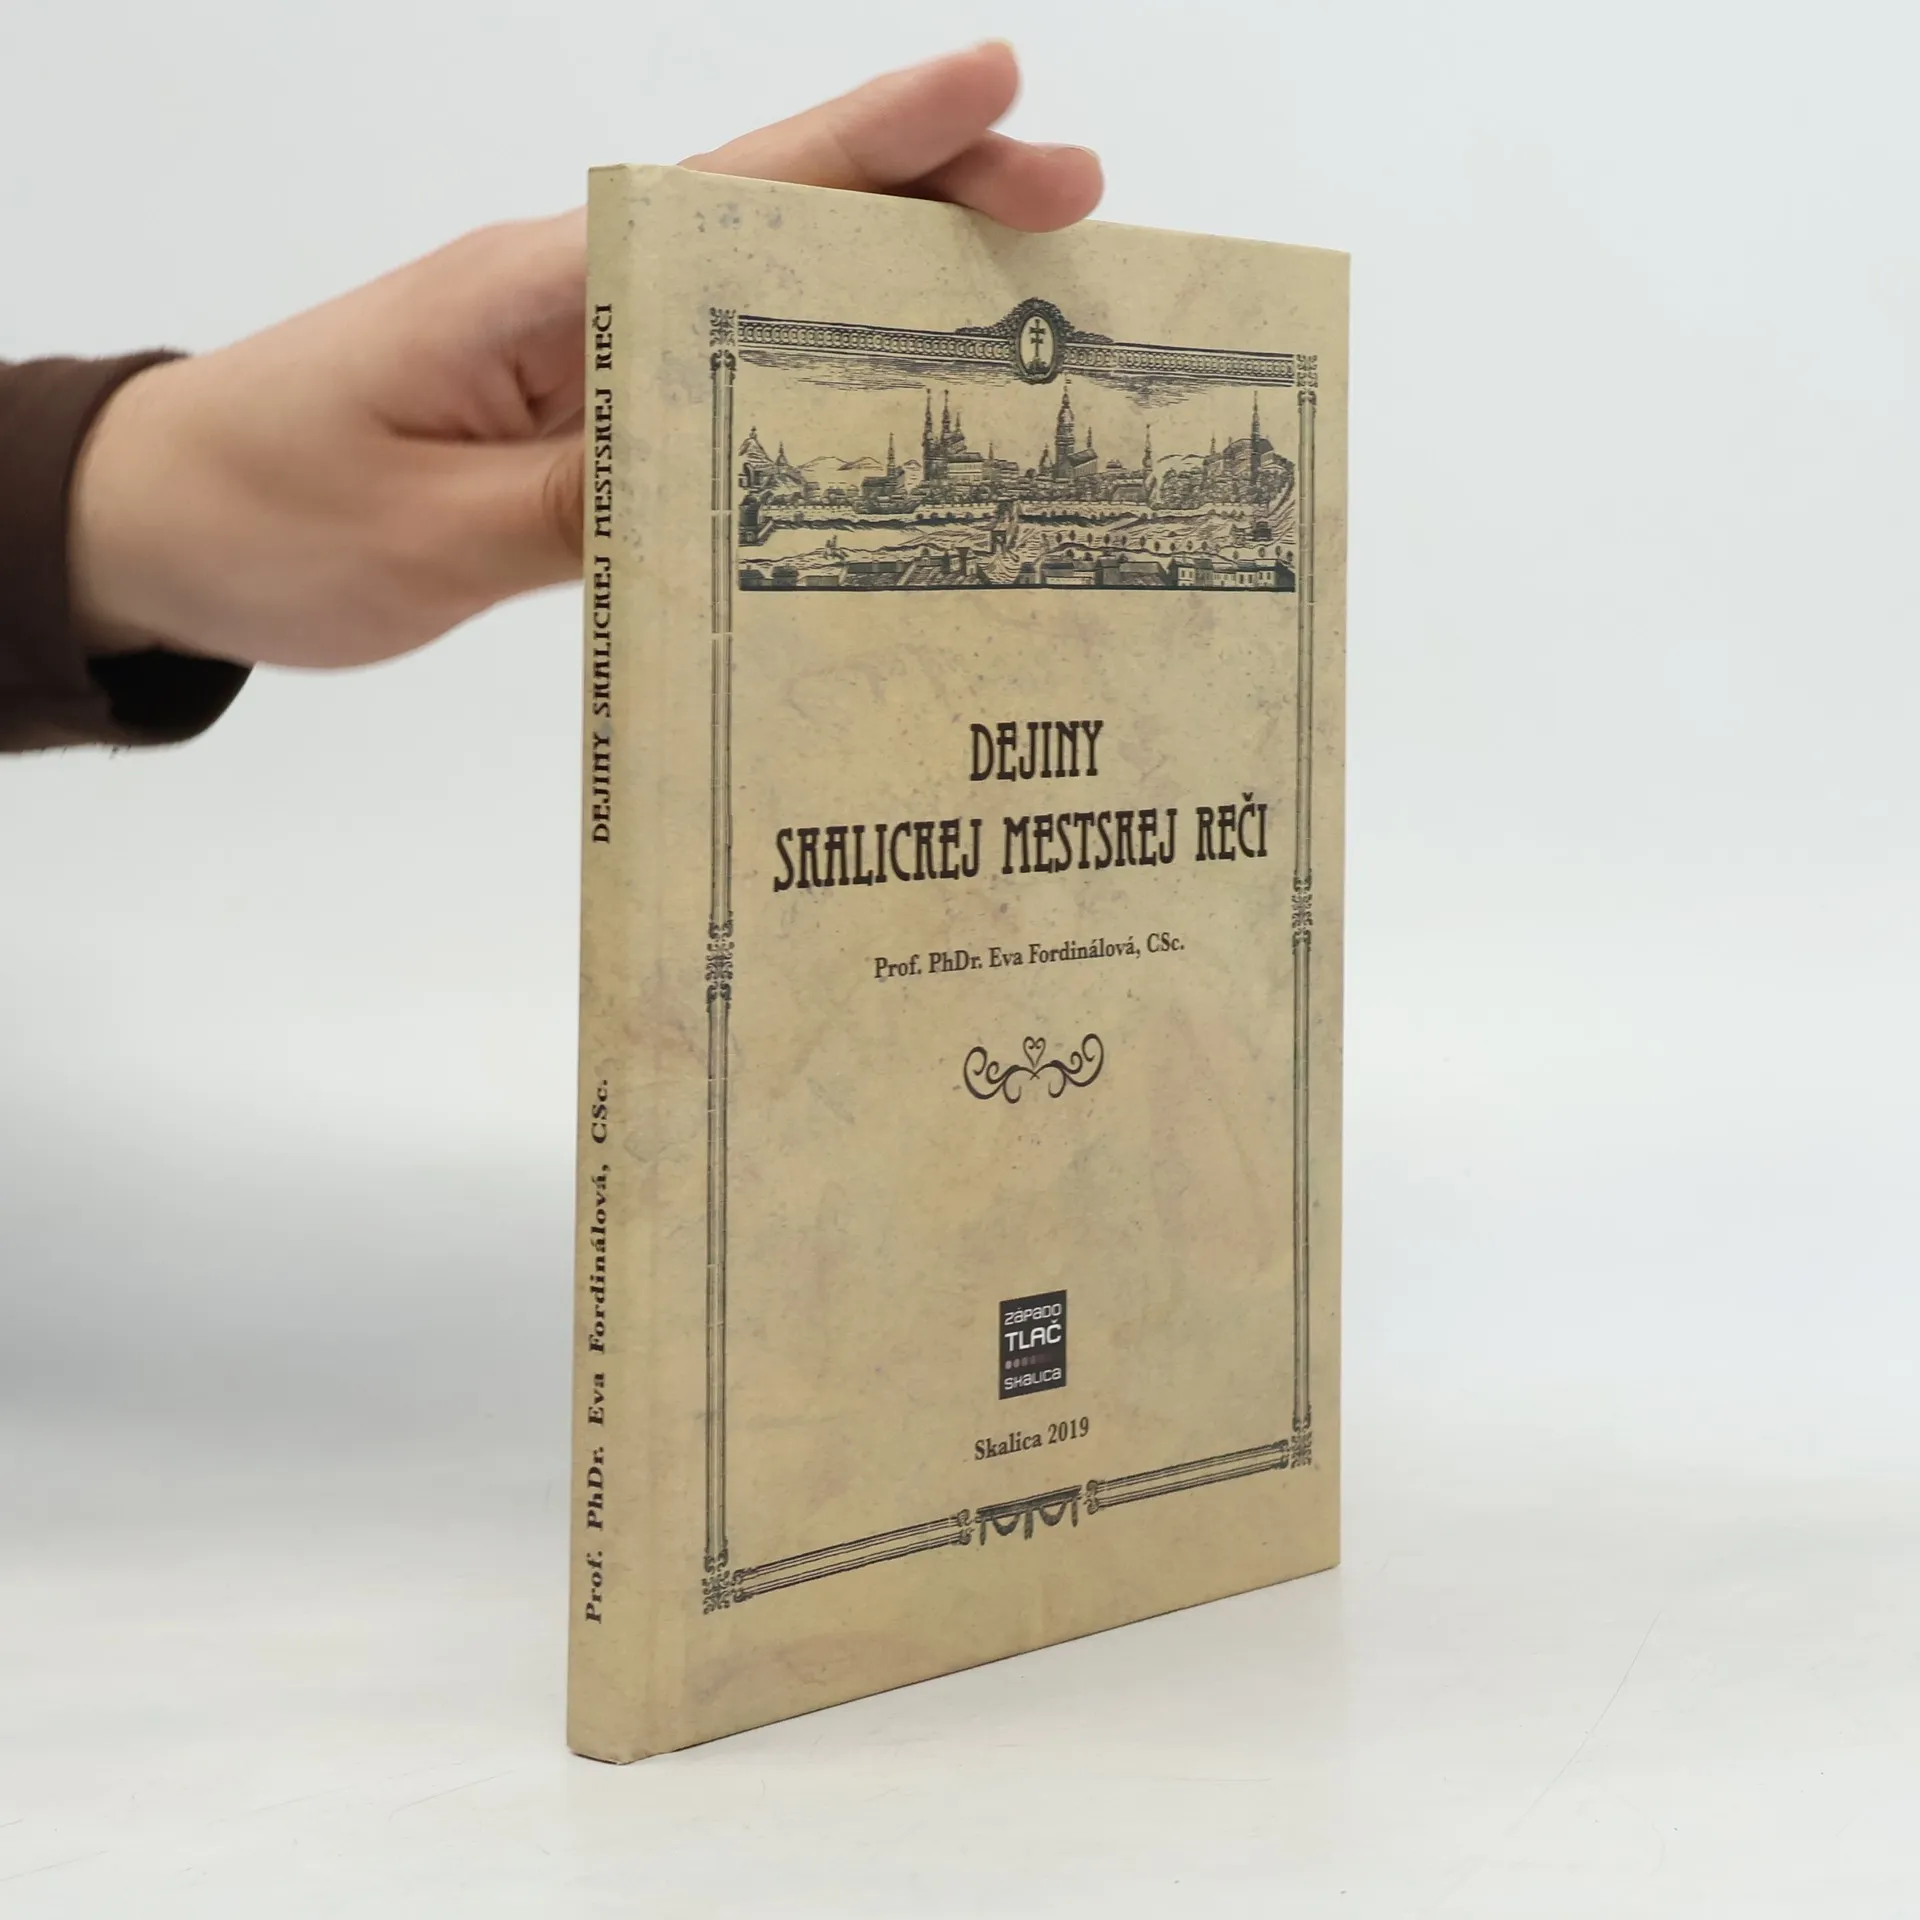 DEJINY SKALICKEJ MESTSKEJ REČI
Prof. PhDr. Eva Fordinálová, CSc.
DEJINY
SKALICKEJ MESTSKEJ REČI
Prof. PhDr. Eva Fordinálová, CSc.
ZÁPADO
TLAČ
SKALICA
Skalica 2019